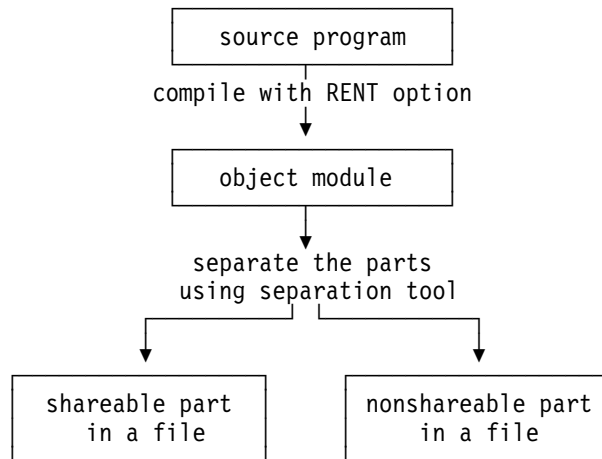 source program
compile with RENT option
object module
separate the parts
using separation tool
shareable part
in a file
nonshareable part
in a file